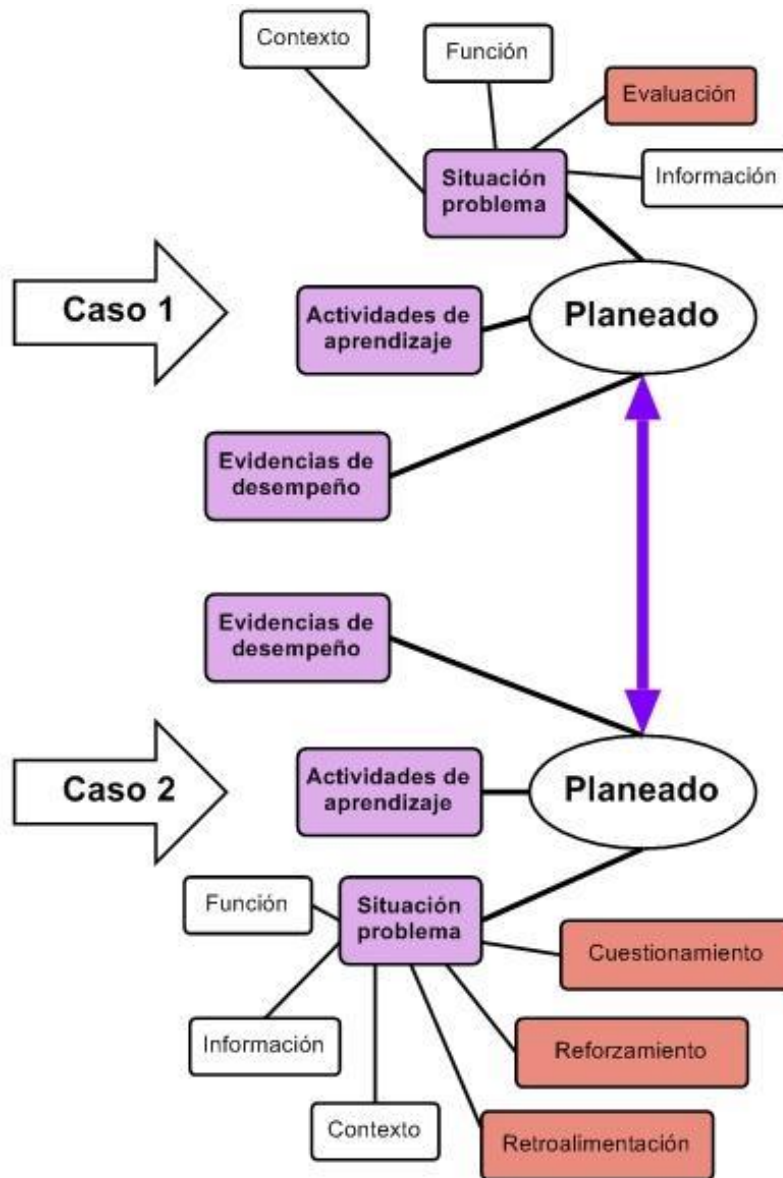 Contexto
Función
Evaluación
Situación
problema
Información
Caso 1
Actividades de
aprendizaje
Planeado
Evidencias de
desempeño
Evidencias de
desempeño
Caso 2
Actividades de
aprendizaje
Planeado
Función
Situación
problema
Cuestionamiento
Información
Reforzamiento
Contexto
Retroalimentación